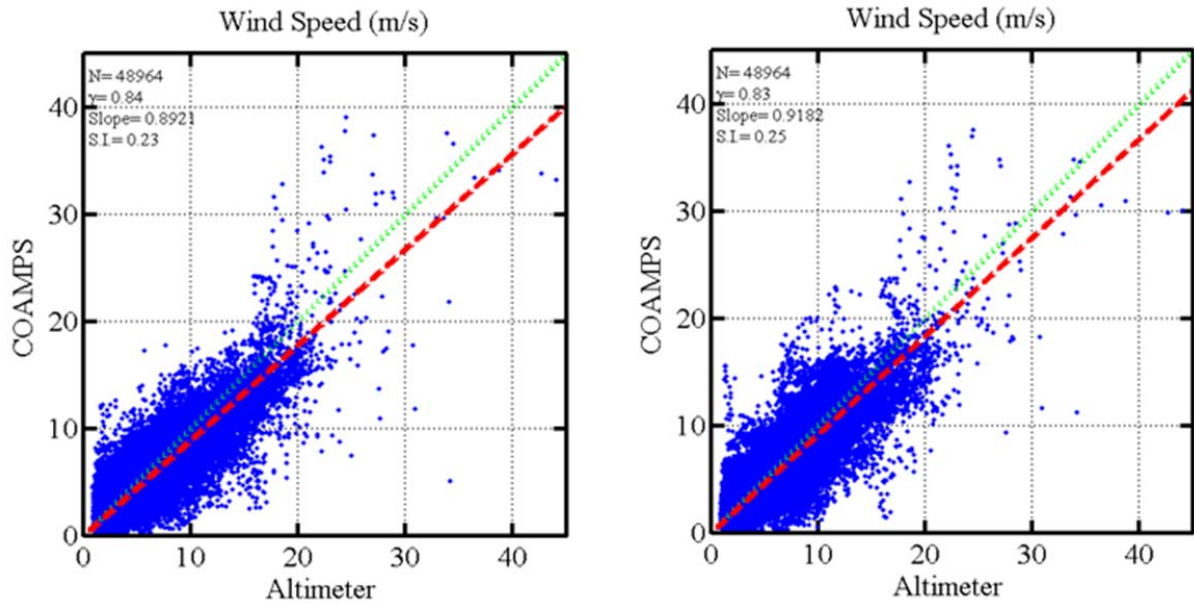 Wind Speed (m/s)
N= 48964
γ= 0.84
Slope= 0.8921
S.I.= 0.23
40
30
20
10
0
COAMPS
0 10 20 30 40
Altimeter
Wind Speed (m/s)
N= 48964
γ= 0.83
Slope= 0.9182
S.I.= 0.25
40
30
20
10
0
COAMPS
0 10 20 30 40
Altimeter